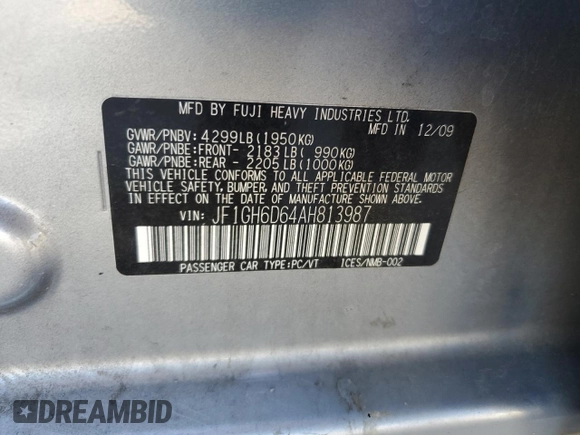 MFD BY FUJI HEAVY INDUSTRIES LTD.
MFD IN 12/09
GVWR/PNBV: 4299LB(1950KG)
GAWR/PNBE:FRONT- 2183LB( 990KG)
GAWR/PNBE:REAR - 2205LB(1000KG)
THIS VEHICLE CONFORMS TO ALL APPLICABLE FEDERAL MOTOR
VEHICLE SAFETY, BUMPER, AND THEFT PREVENTION STANDARDS
IN EFFECT ON THE DATE OF MANUFACTURE SHOWN ABOVE.
VIN: JF1GH6D64AH813987
PASSENGER CAR TYPE:PC/VT ICES/NMB-002
DREAMBID